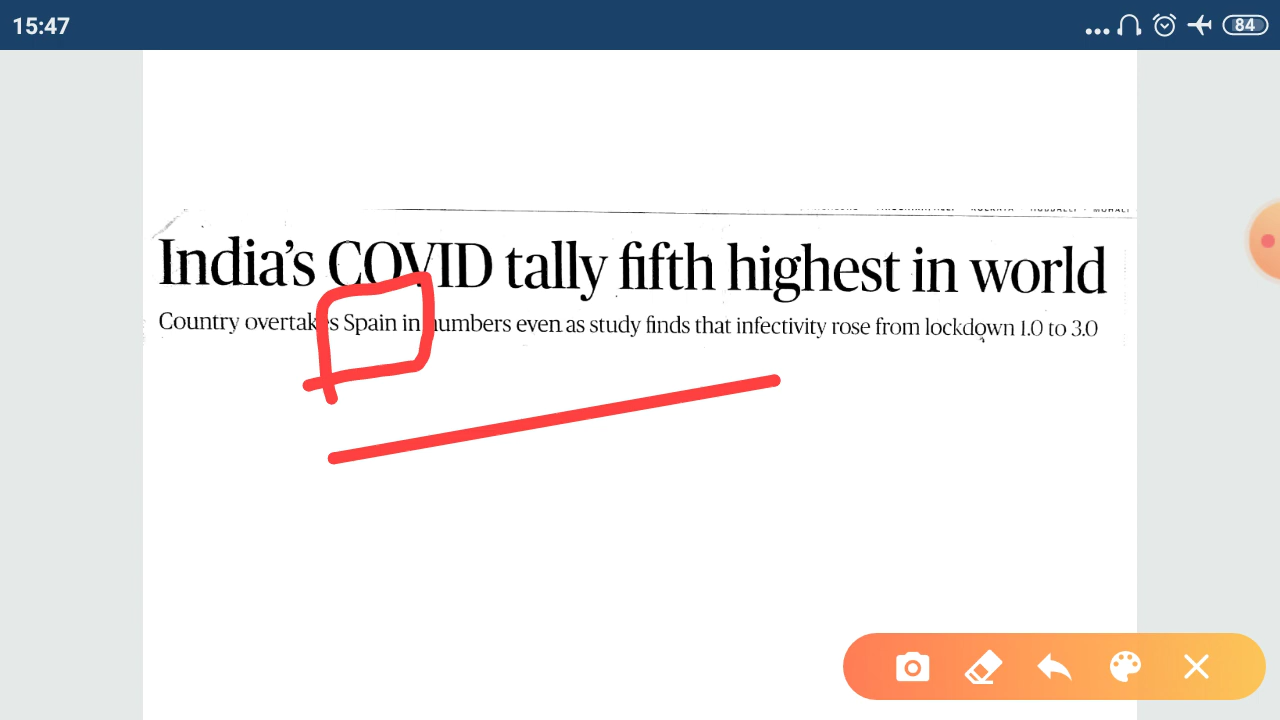 15:47
84
India's COVID tally fifth highest in world
Country overtakes Spain in numbers even as study finds that infectivity rose from lockdown 1.0 to 3.0